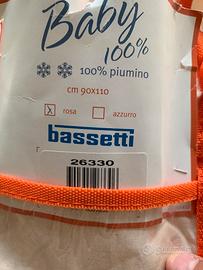 Baby
100%
100% piumino
cm 90x110
x rosa
azzurro
bassetti
26330